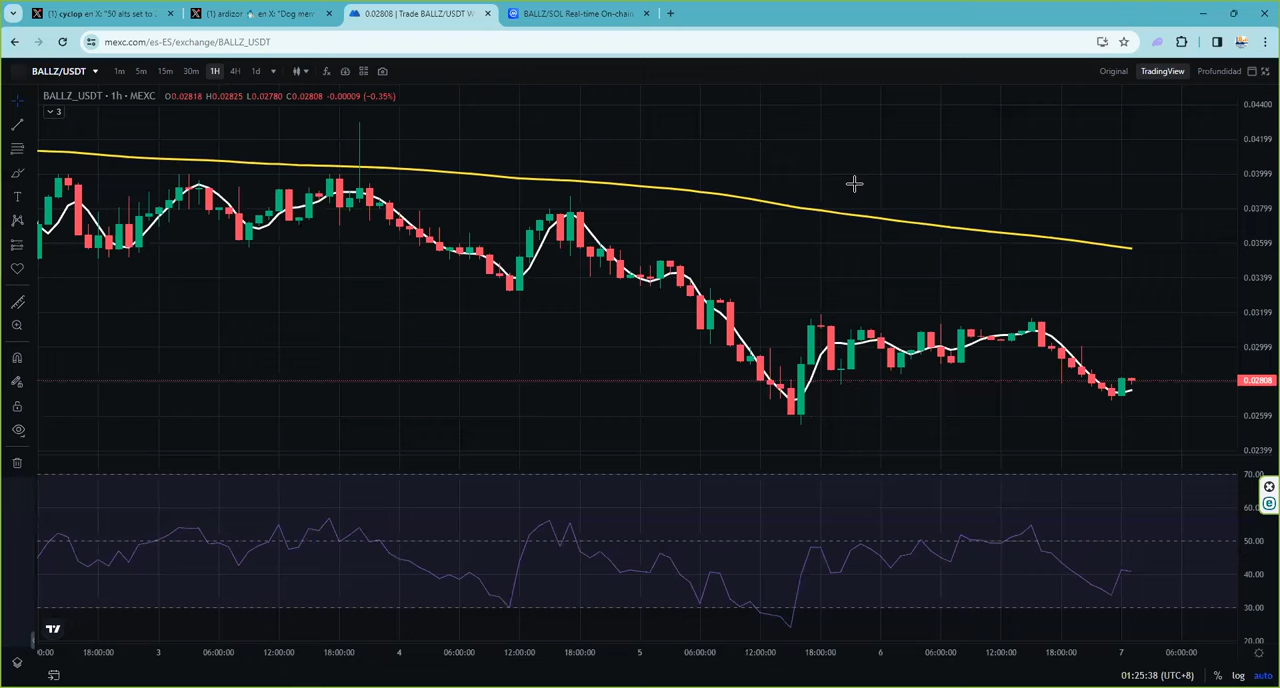 (1) cyclop en X: "50 alts set to 
(1) ardizor en X: "Dog mem
0.02808 | Trade BALLZ/USDT W
BALLZ/SOL Real-time On-chain
mexc.com/es-ES/exchange/BALLZ_USDT
BALLZ/USDT 1m 5m 15m 30m 1H 4H 1d
Original TradingView Profundidad
BALLZ_USDT · 1h · MEXC O0.02818 H0.02825 L0.02780 C0.02808 -0.00009 (-0.35%)
3
0.04400
0.04199
0.03999
0.03799
0.03599
0.03399
0.03199
0.02999
0.02808
0.02599
0.02399
70.00
60.0
50.00
40.00
30.00
20.00
:00:00 18:00:00 3 06:00:00 12:00:00 18:00:00 4 06:00:00 12:00:00 18:00:00 5 06:00:00 12:00:00 18:00:00 6 06:00:00 12:00:00 18:00:00 7 06:00:00
01:25:38 (UTC+8) % log auto